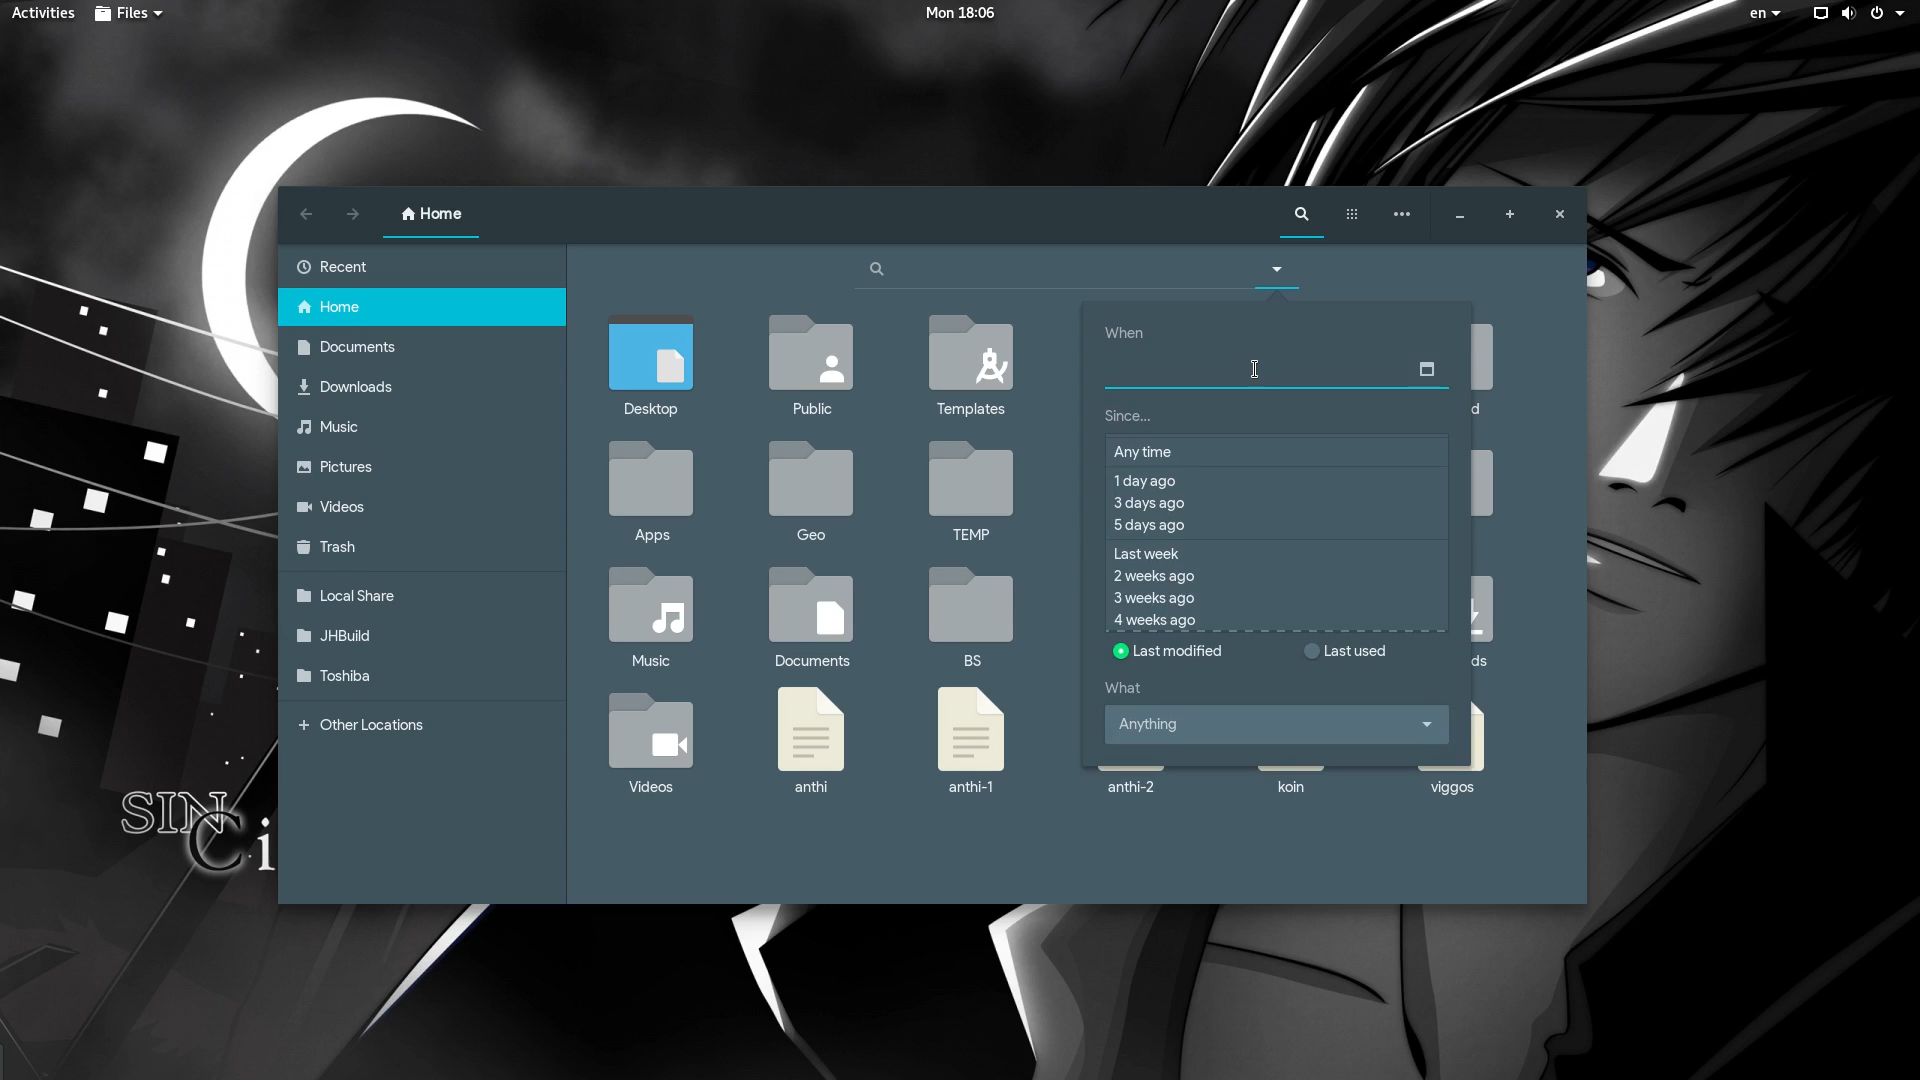 Activities Files Mon 18:06 en
Home
Recent
Home
Documents
Downloads
Music
Pictures
Videos
Trash
Local Share
JHBuild
Toshiba
Other Locations
Desktop Public Templates d
Apps Geo TEMP
Music Documents BS ds
Videos anthi anthi-1 anthi-2 koin viggos
When
Since...
Any time
1 day ago
3 days ago
5 days ago
Last week
2 weeks ago
3 weeks ago
4 weeks ago
Last modified Last used
What
Anything
SIN
Ci